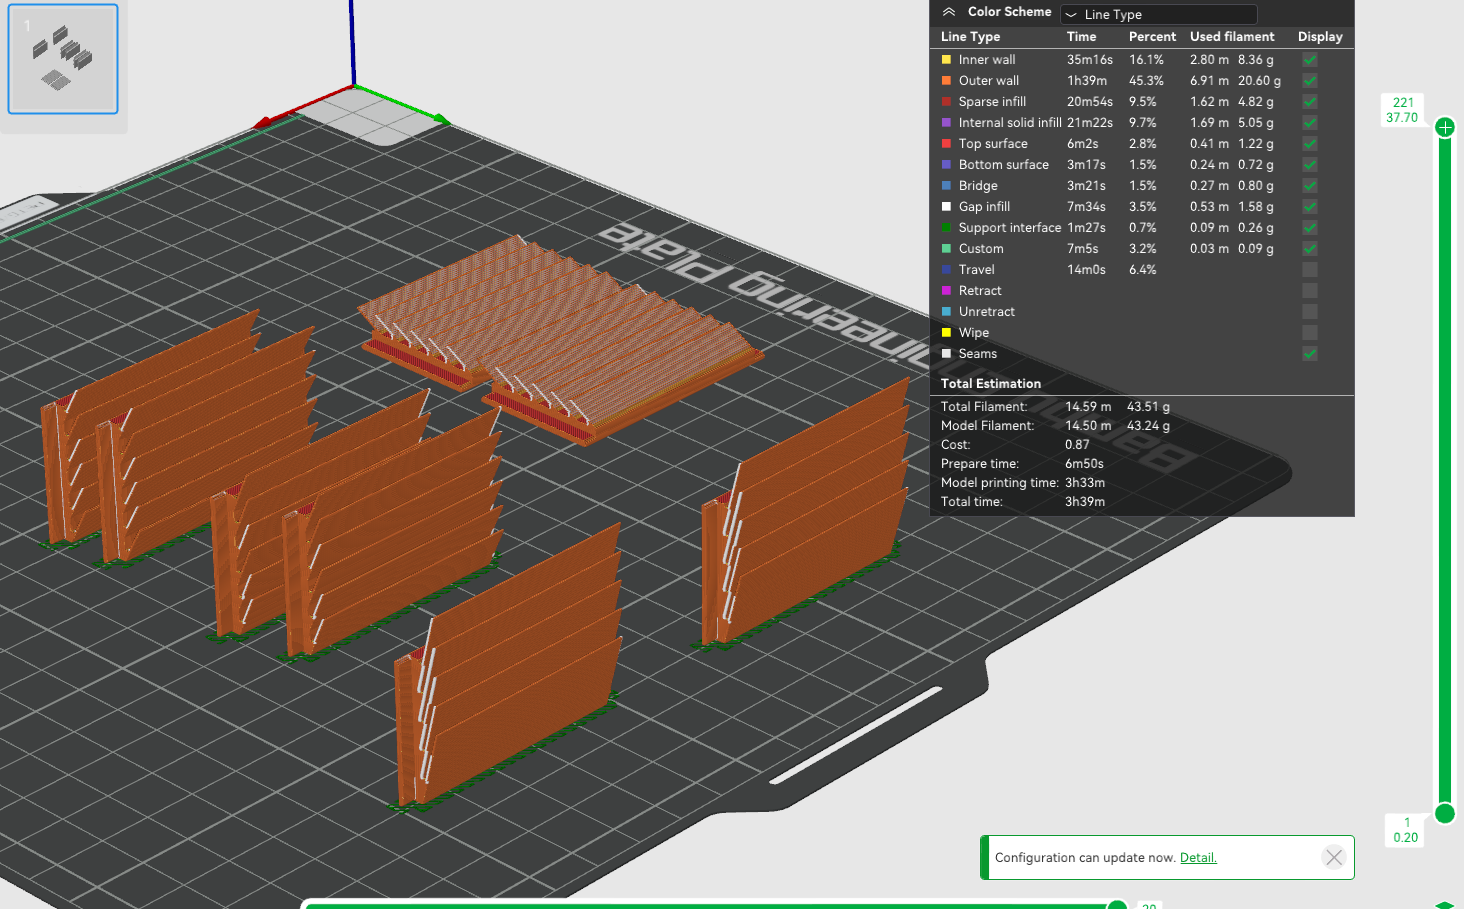 1
Color Scheme Line Type
Line Type Time Percent Used filament Display
Inner wall 35m16s 16.1% 2.80 m 8.36 g
Outer wall 1h39m 45.3% 6.91 m 20.60 g
Sparse infill 20m54s 9.5% 1.62 m 4.82 g
Internal solid infill 21m22s 9.7% 1.69 m 5.05 g
Top surface 6m2s 2.8% 0.41 m 1.22 g
Bottom surface 3m17s 1.5% 0.24 m 0.72 g
Bridge 3m21s 1.5% 0.27 m 0.80 g
Gap infill 7m34s 3.5% 0.53 m 1.58 g
Support interface 1m27s 0.7% 0.09 m 0.26 g
Custom 7m5s 3.2% 0.03 m 0.09 g
Travel 14m0s 6.4%
Retract
Unretract
Wipe
Seams
Total Estimation
Total Filament: 14.59 m 43.51 g
Model Filament: 14.50 m 43.24 g
Cost: 0.87
Prepare time: 6m50s
Model printing time: 3h33m
Total time: 3h39m
221
37.70
1
0.20
Configuration can update now. Detail.